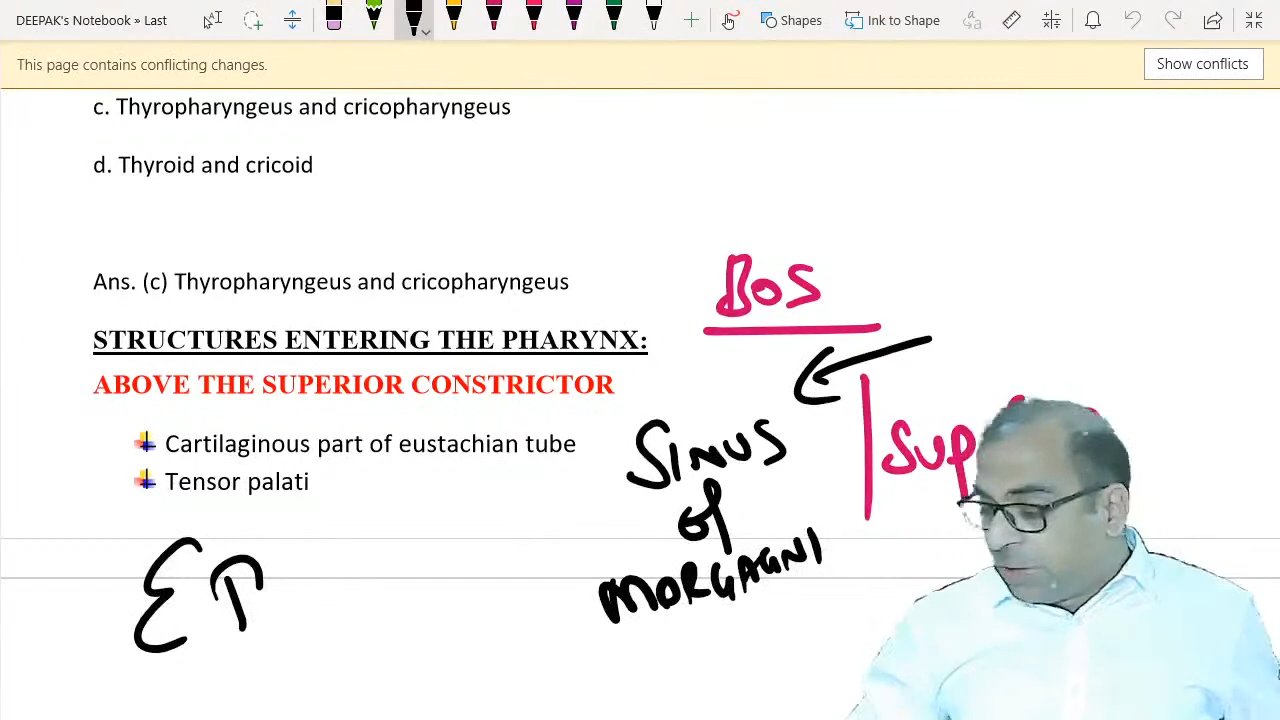 DEEPAK's Notebook » Last
Shapes
Ink to Shape
This page contains conflicting changes.
Show conflicts
c. Thyropharyngeus and cricopharyngeus
d. Thyroid and cricoid
Ans. (c) Thyropharyngeus and cricopharyngeus
BOS
STRUCTURES ENTERING THE PHARYNX:
ABOVE THE SUPERIOR CONSTRICTOR
Cartilaginous part of eustachian tube
Tensor palati
SINUS
of
MORGAGNI
Sup
ET